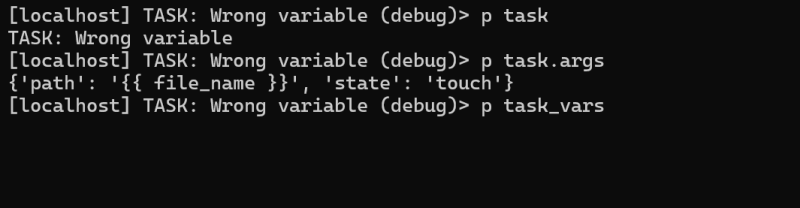 [localhost] TASK: Wrong variable (debug)> p task
TASK: Wrong variable
[localhost] TASK: Wrong variable (debug)> p task.args
{'path': '{{ file_name }}', 'state': 'touch'}
[localhost] TASK: Wrong variable (debug)> p task_vars